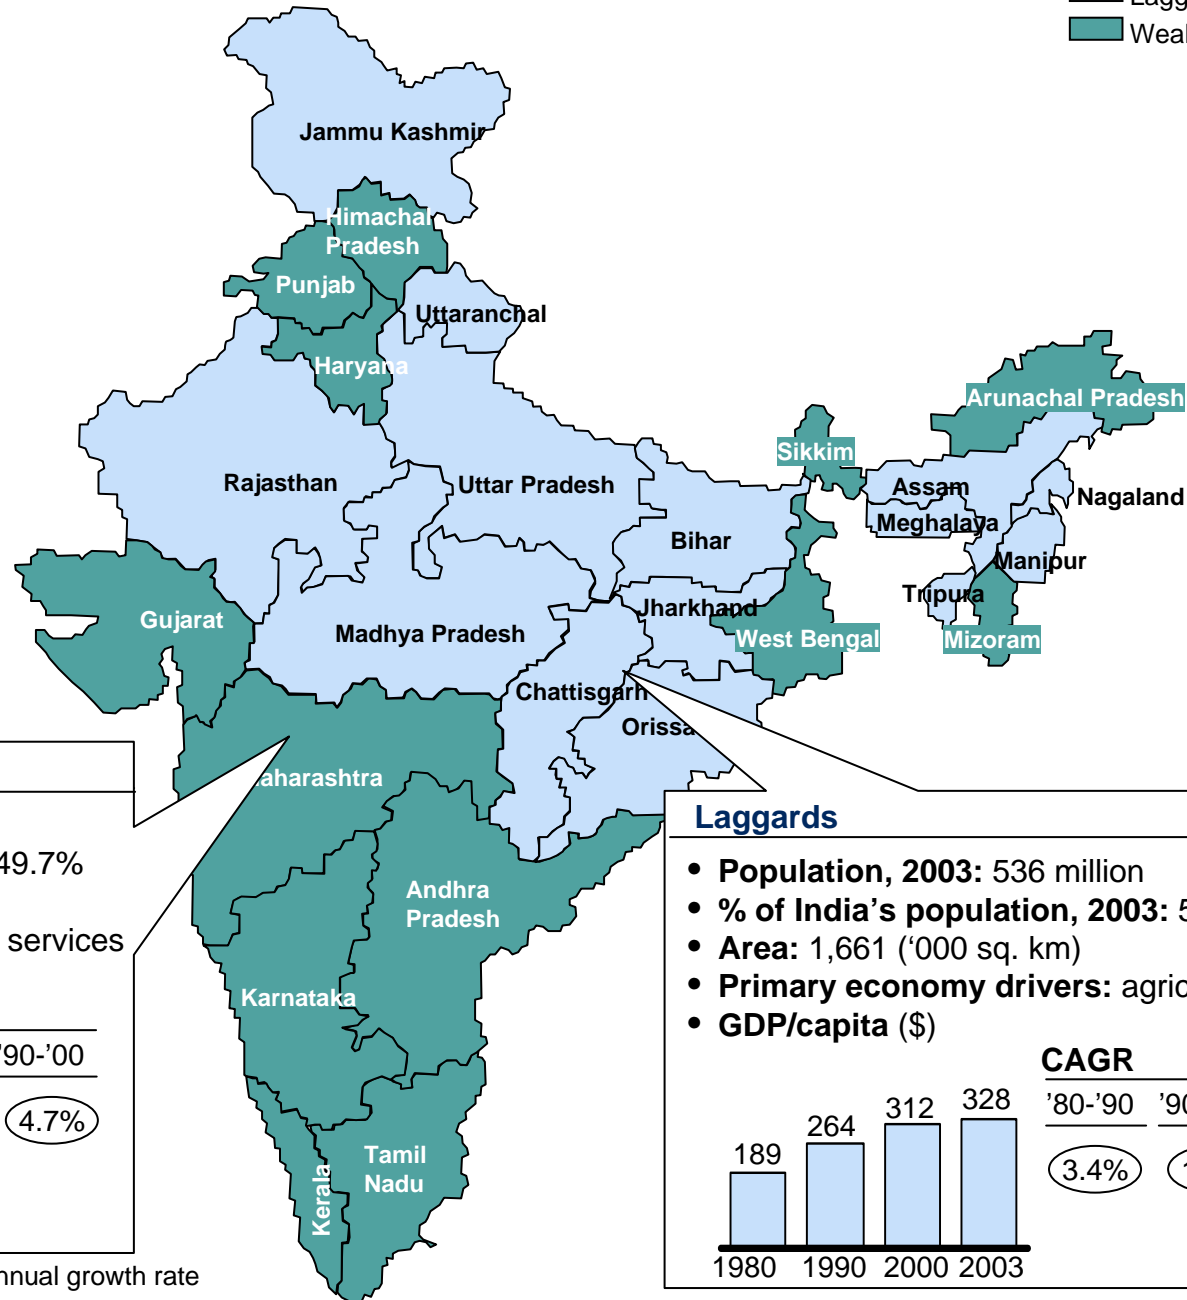 Weal
Jammu Kashmir
Himachal
Pradesh
Punjab
Uttaranchal
Haryana
Arunachal Pradesh
Sikkim
Rajasthan
Uttar Pradesh
Assam
Nagaland
Meghalaya
Bihar
Manipur
Tripura
Jharkhand
Gujarat
Madhya Pradesh
West Bengal
Mizoram
Chattisgarh
Orissa
aharashtra
49.7%
services
Andhra
Pradesh
Karnataka
’90-’00
4.7%
Tamil
Nadu
Kerala
nnual growth rate
Laggards
• Population, 2003: 536 million
• % of India’s population, 2003: 5
• Area: 1,661 (‘000 sq. km)
• Primary economy drivers: agric
• GDP/capita ($)
CAGR
’80-’90 ’90
3.4%
189 264 312 328
1980 1990 2000 2003